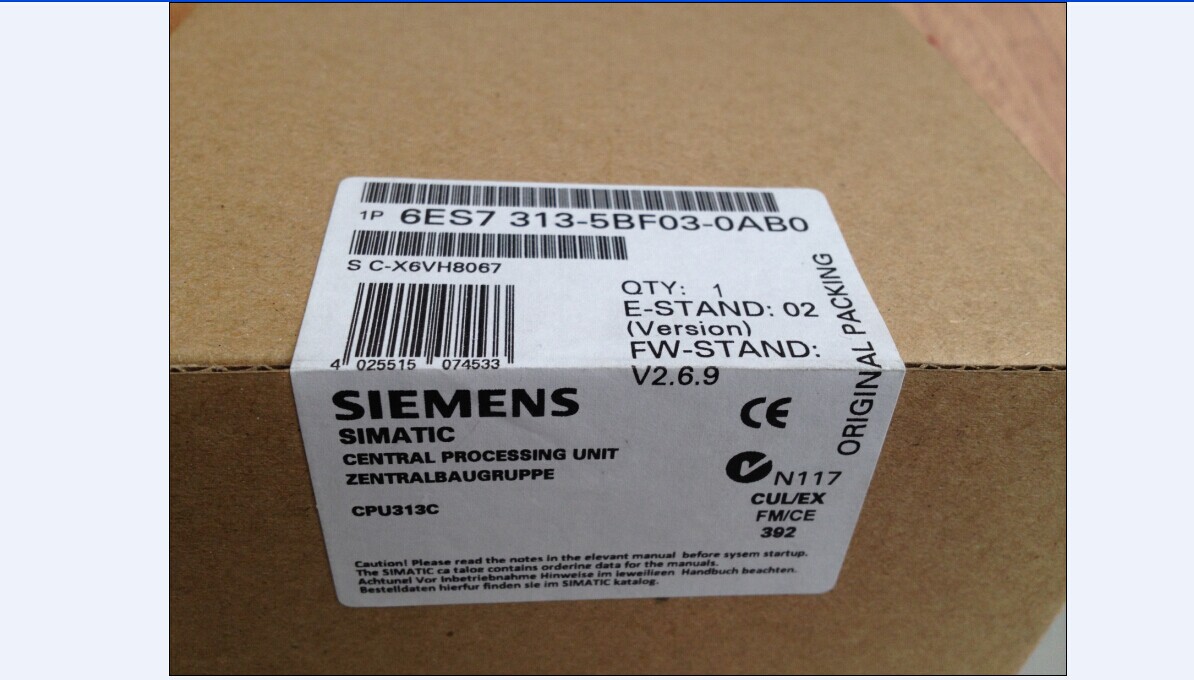 1P 6ES7 313-5BF03-0AB0
S C-X6VH8067
QTY: 1
E-STAND: 02
(Version)
FW-STAND:
V2.6.9
ORIGINAL PACKING
4 025515 074533
SIEMENS
SIMATIC
CENTRAL PROCESSING UNIT
ZENTRALBAUGRUPPE
CPU313C
CE
N117
CUL/EX
FM/CE
392
Caution! Please read the notes in the elevant manual before sysem startup.
The SIMATIC ca taloe contains orderine data for the manuals.
Achtunel Vor Inbetriebnahme Hinweise im ieweiliren Handbuch beachten.
Bestelldaten hierfur finden sie im SIMATIC katalog.